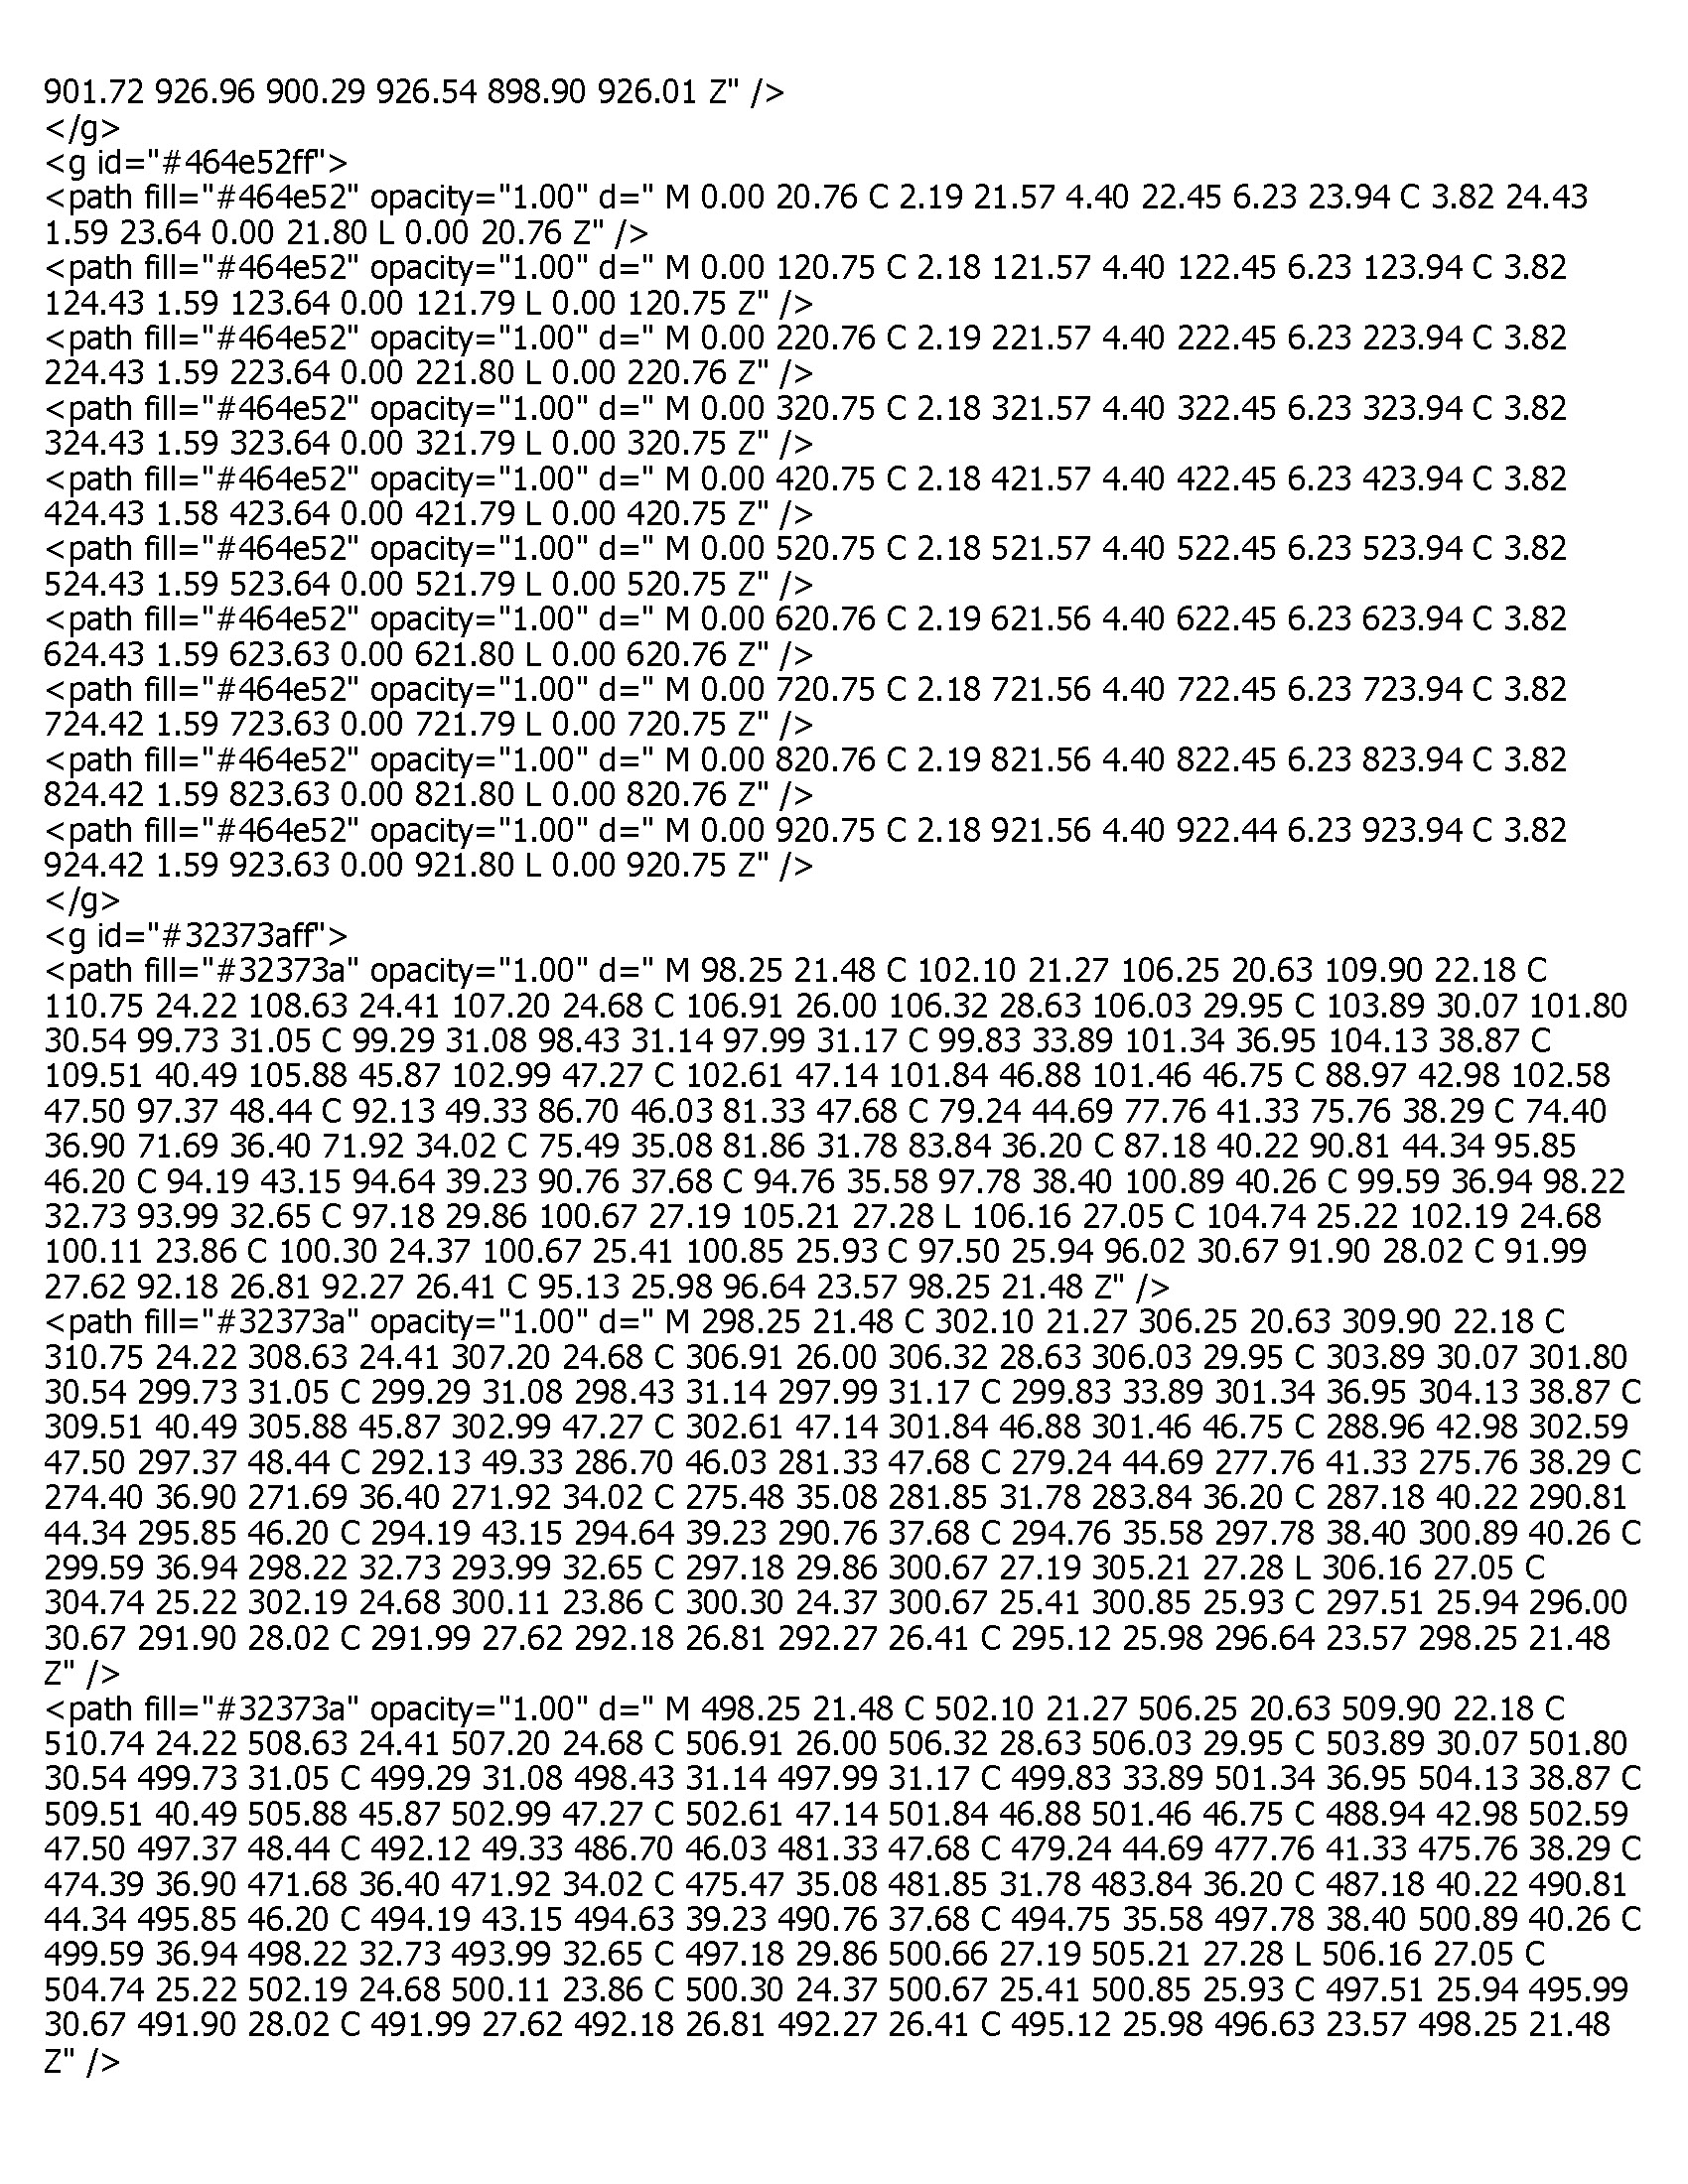 901.72 926.96 900.29 926.54 898.90 926.01 Z" />
</g>
<g id="#464e52ff">
<path fill="#464e52" opacity="1.00" d=" M 0.00 20.76 C 2.19 21.57 4.40 22.45 6.23 23.94 C 3.82 24.43
1.59 23.64 0.00 21.80 L 0.00 20.76 Z" />
<path fill="#464e52" opacity="1.00" d=" M 0.00 120.75 C 2.18 121.57 4.40 122.45 6.23 123.94 C 3.82
124.43 1.59 123.64 0.00 121.79 L 0.00 120.75 Z" />
<path fill="#464e52" opacity="1.00" d=" M 0.00 220.76 C 2.19 221.57 4.40 222.45 6.23 223.94 C 3.82
224.43 1.59 223.64 0.00 221.80 L 0.00 220.76 Z" />
<path fill="#464e52" opacity="1.00" d=" M 0.00 320.75 C 2.18 321.57 4.40 322.45 6.23 323.94 C 3.82
324.43 1.59 323.64 0.00 321.79 L 0.00 320.75 Z" />
<path fill="#464e52" opacity="1.00" d=" M 0.00 420.75 C 2.18 421.57 4.40 422.45 6.23 423.94 C 3.82
424.43 1.58 423.64 0.00 421.79 L 0.00 420.75 Z" />
<path fill="#464e52" opacity="1.00" d=" M 0.00 520.75 C 2.18 521.57 4.40 522.45 6.23 523.94 C 3.82
524.43 1.59 523.64 0.00 521.79 L 0.00 520.75 Z" />
<path fill="#464e52" opacity="1.00" d=" M 0.00 620.76 C 2.19 621.56 4.40 622.45 6.23 623.94 C 3.82
624.43 1.59 623.63 0.00 621.80 L 0.00 620.76 Z" />
<path fill="#464e52" opacity="1.00" d=" M 0.00 720.75 C 2.18 721.56 4.40 722.45 6.23 723.94 C 3.82
724.42 1.59 723.63 0.00 721.79 L 0.00 720.75 Z" />
<path fill="#464e52" opacity="1.00" d=" M 0.00 820.76 C 2.19 821.56 4.40 822.45 6.23 823.94 C 3.82
824.42 1.59 823.63 0.00 821.80 L 0.00 820.76 Z" />
<path fill="#464e52" opacity="1.00" d=" M 0.00 920.75 C 2.18 921.56 4.40 922.44 6.23 923.94 C 3.82
924.42 1.59 923.63 0.00 921.80 L 0.00 920.75 Z" />
</g>
<g id="#32373aff">
<path fill="#32373a" opacity="1.00" d=" M 98.25 21.48 C 102.10 21.27 106.25 20.63 109.90 22.18 C
110.75 24.22 108.63 24.41 107.20 24.68 C 106.91 26.00 106.32 28.63 106.03 29.95 C 103.89 30.07 101.80
30.54 99.73 31.05 C 99.29 31.08 98.43 31.14 97.99 31.17 C 99.83 33.89 101.34 36.95 104.13 38.87 C
109.51 40.49 105.88 45.87 102.99 47.27 C 102.61 47.14 101.84 46.88 101.46 46.75 C 88.97 42.98 102.58
47.50 97.37 48.44 C 92.13 49.33 86.70 46.03 81.33 47.68 C 79.24 44.69 77.76 41.33 75.76 38.29 C 74.40
36.90 71.69 36.40 71.92 34.02 C 75.49 35.08 81.86 31.78 83.84 36.20 C 87.18 40.22 90.81 44.34 95.85
46.20 C 94.19 43.15 94.64 39.23 90.76 37.68 C 94.76 35.58 97.78 38.40 100.89 40.26 C 99.59 36.94 98.22
32.73 93.99 32.65 C 97.18 29.86 100.67 27.19 105.21 27.28 L 106.16 27.05 C 104.74 25.22 102.19 24.68
100.11 23.86 C 100.30 24.37 100.67 25.41 100.85 25.93 C 97.50 25.94 96.02 30.67 91.90 28.02 C 91.99
27.62 92.18 26.81 92.27 26.41 C 95.13 25.98 96.64 23.57 98.25 21.48 Z" />
<path fill="#32373a" opacity="1.00" d=" M 298.25 21.48 C 302.10 21.27 306.25 20.63 309.90 22.18 C
310.75 24.22 308.63 24.41 307.20 24.68 C 306.91 26.00 306.32 28.63 306.03 29.95 C 303.89 30.07 301.80
30.54 299.73 31.05 C 299.29 31.08 298.43 31.14 297.99 31.17 C 299.83 33.89 301.34 36.95 304.13 38.87 C
309.51 40.49 305.88 45.87 302.99 47.27 C 302.61 47.14 301.84 46.88 301.46 46.75 C 288.96 42.98 302.59
47.50 297.37 48.44 C 292.13 49.33 286.70 46.03 281.33 47.68 C 279.24 44.69 277.76 41.33 275.76 38.29 C
274.40 36.90 271.69 36.40 271.92 34.02 C 275.48 35.08 281.85 31.78 283.84 36.20 C 287.18 40.22 290.81
44.34 295.85 46.20 C 294.19 43.15 294.64 39.23 290.76 37.68 C 294.76 35.58 297.78 38.40 300.89 40.26 C
299.59 36.94 298.22 32.73 293.99 32.65 C 297.18 29.86 300.67 27.19 305.21 27.28 L 306.16 27.05 C
304.74 25.22 302.19 24.68 300.11 23.86 C 300.30 24.37 300.67 25.41 300.85 25.93 C 297.51 25.94 296.00
30.67 291.90 28.02 C 291.99 27.62 292.18 26.81 292.27 26.41 C 295.12 25.98 296.64 23.57 298.25 21.48
Z" />
<path fill="#32373a" opacity="1.00" d=" M 498.25 21.48 C 502.10 21.27 506.25 20.63 509.90 22.18 C
510.74 24.22 508.63 24.41 507.20 24.68 C 506.91 26.00 506.32 28.63 506.03 29.95 C 503.89 30.07 501.80
30.54 499.73 31.05 C 499.29 31.08 498.43 31.14 497.99 31.17 C 499.83 33.89 501.34 36.95 504.13 38.87 C
509.51 40.49 505.88 45.87 502.99 47.27 C 502.61 47.14 501.84 46.88 501.46 46.75 C 488.94 42.98 502.59
47.50 497.37 48.44 C 492.12 49.33 486.70 46.03 481.33 47.68 C 479.24 44.69 477.76 41.33 475.76 38.29 C
474.39 36.90 471.68 36.40 471.92 34.02 C 475.47 35.08 481.85 31.78 483.84 36.20 C 487.18 40.22 490.81
44.34 495.85 46.20 C 494.19 43.15 494.63 39.23 490.76 37.68 C 494.75 35.58 497.78 38.40 500.89 40.26 C
499.59 36.94 498.22 32.73 493.99 32.65 C 497.18 29.86 500.66 27.19 505.21 27.28 L 506.16 27.05 C
504.74 25.22 502.19 24.68 500.11 23.86 C 500.30 24.37 500.67 25.41 500.85 25.93 C 497.51 25.94 495.99
30.67 491.90 28.02 C 491.99 27.62 492.18 26.81 492.27 26.41 C 495.12 25.98 496.63 23.57 498.25 21.48
Z" />